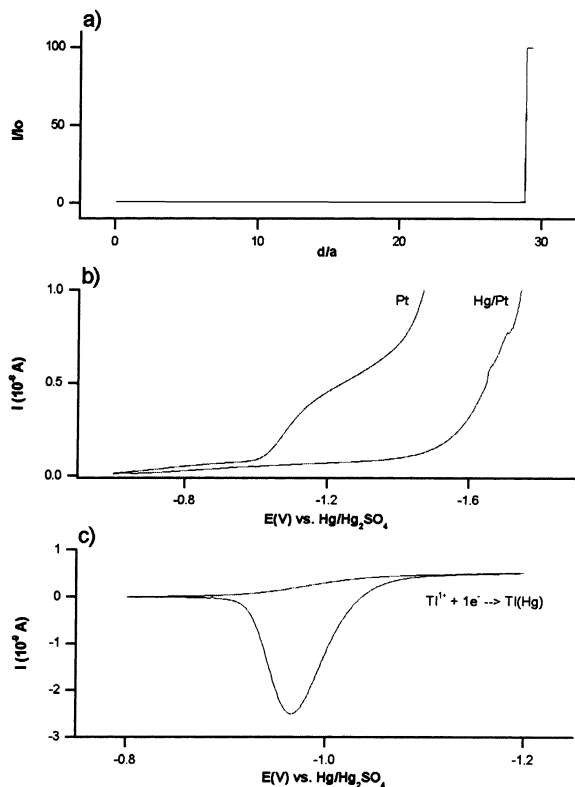 a)
100
50
0
I/Io
0
10
20
30
d/a
b)
1.0
0.5
0.0
I A)
Pt
Hg/Pt
-0.8
-1.2
-1.6
E(V) vs. Hg/Hg₂SO₄
c)
1
0
-1
-2
-3
I A)
Tl¹⁺ + 1e⁻ --> Tl(Hg)
-0.8
-1.0
-1.2
E(V) vs. Hg/Hg₂SO₄